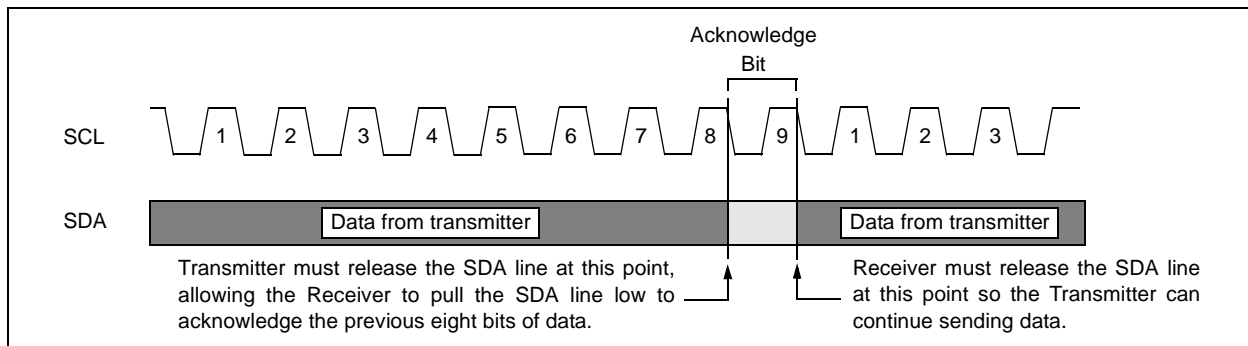 Acknowledge
Bit
SCL
1 2 3 4 5 6 7 8 9 1 2 3
SDA
Data from transmitter
Data from transmitter
Transmitter must release the SDA line at this point,
allowing the Receiver to pull the SDA line low to
acknowledge the previous eight bits of data.
Receiver must release the SDA line
at this point so the Transmitter can
continue sending data.